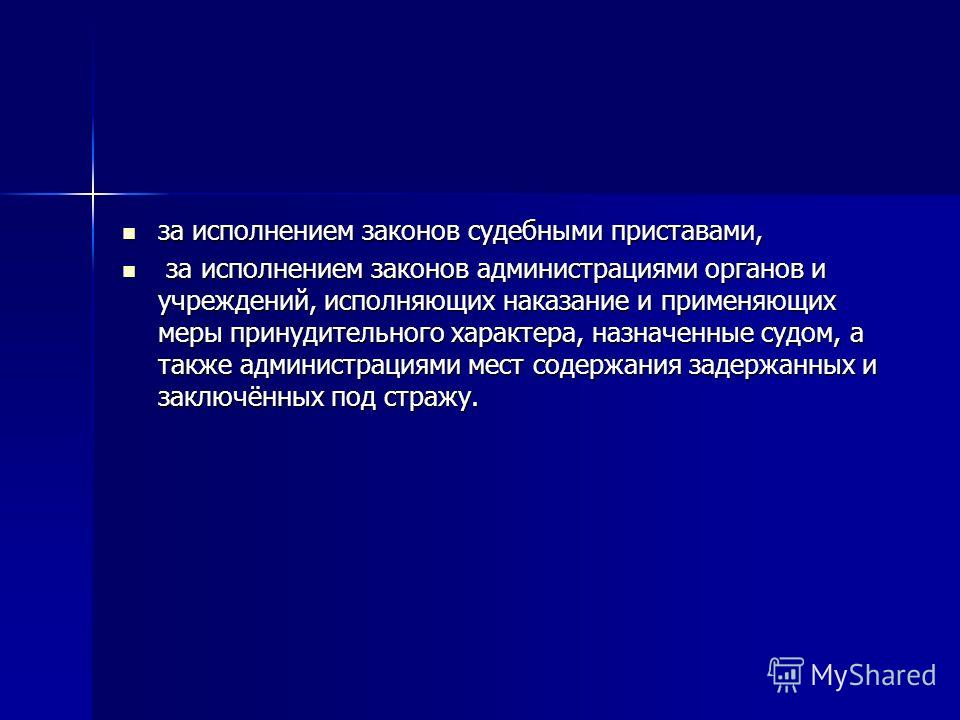 за исполнением законов судебными приставами,
за исполнением законов администрациями органов и
учреждений, исполняющих наказание и применяющих
меры принудительного характера, назначенные судом, а
также администрациями мест содержания задержанных и
заключённых под стражу.
MyShared